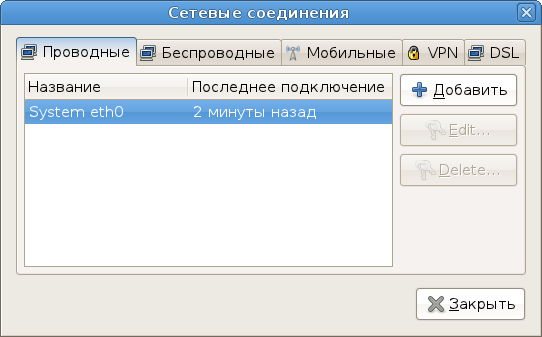 Сетевые соединения
Проводные Беспроводные Мобильные VPN DSL
Название Последнее подключение
System eth0 2 минуты назад
Добавить
Edit...
Delete...
Закрыть